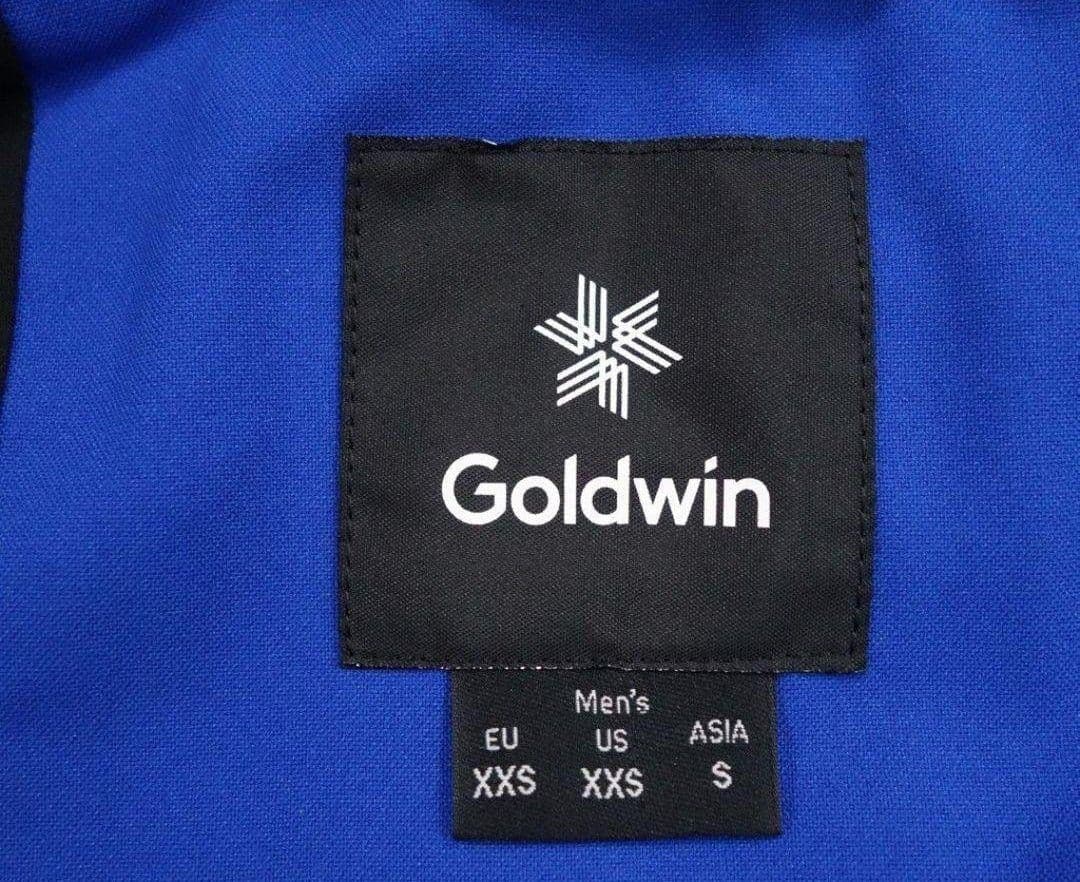 Goldwin
Men's
EU US ASIA
XXS XXS S